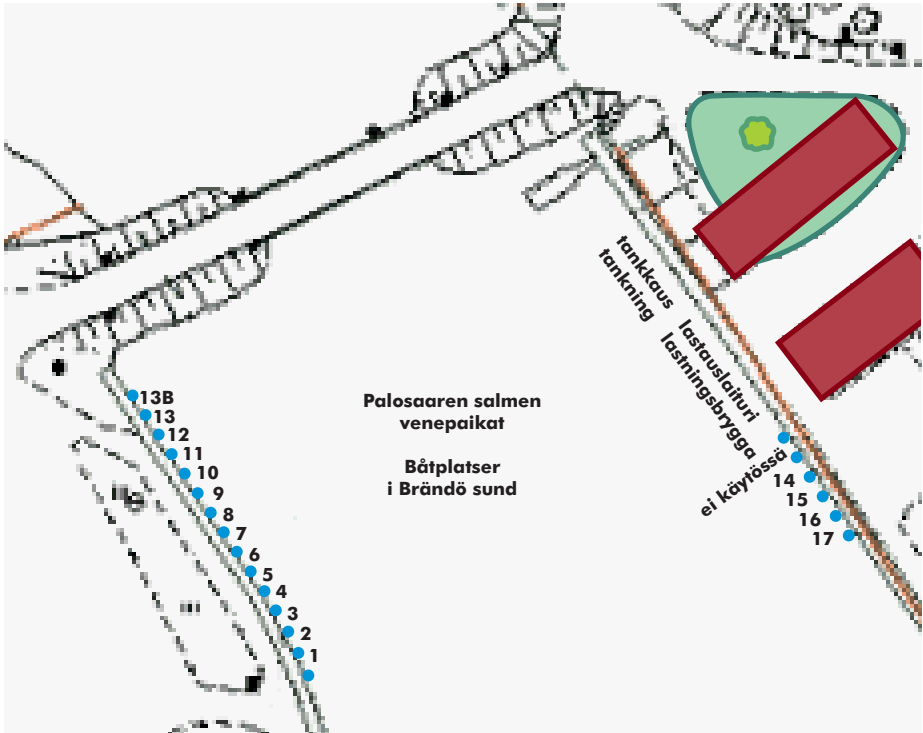 tankkaus
tankning
lastauslaituri
lastningsbrygga
Palosaaren salmen
venepaikat
Båtplatser
i Brändö sund
ei käytössä
13B
13
12
11
10
9
8
7
6
5
4
3
2
1
14
15
16
17